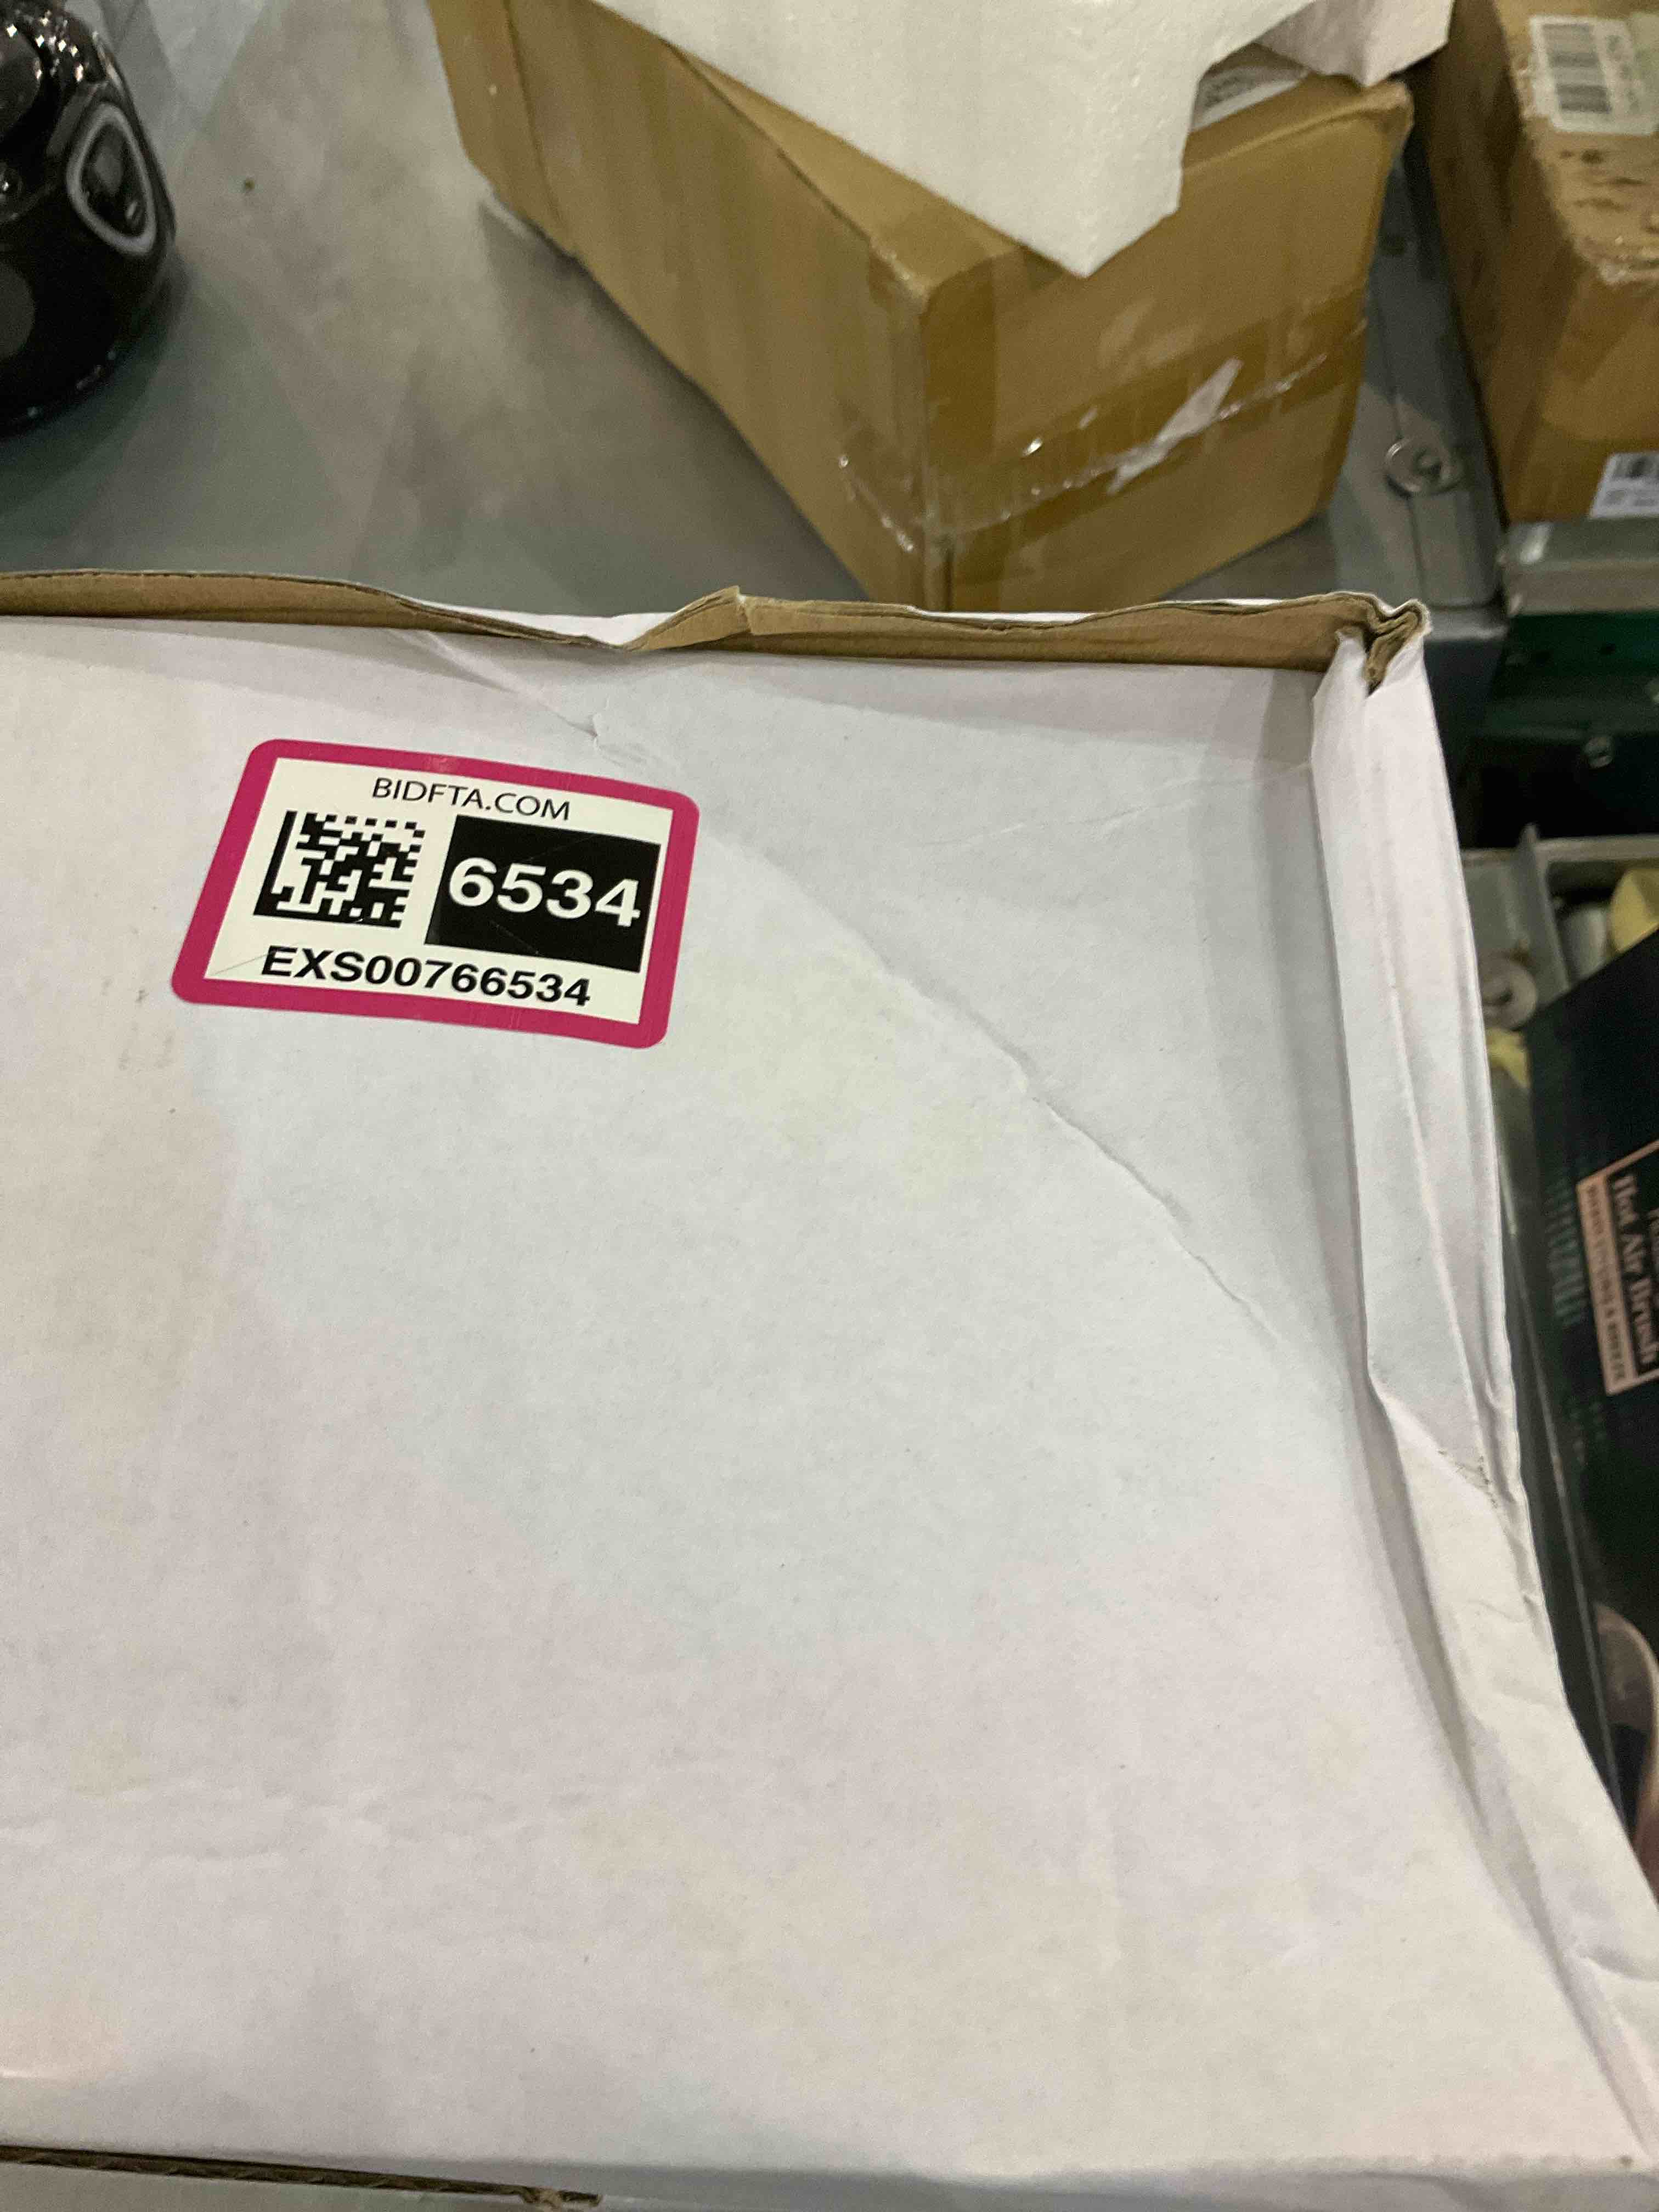 BIDFTA.COM
6534
EXS00766534
Hot Air Brush